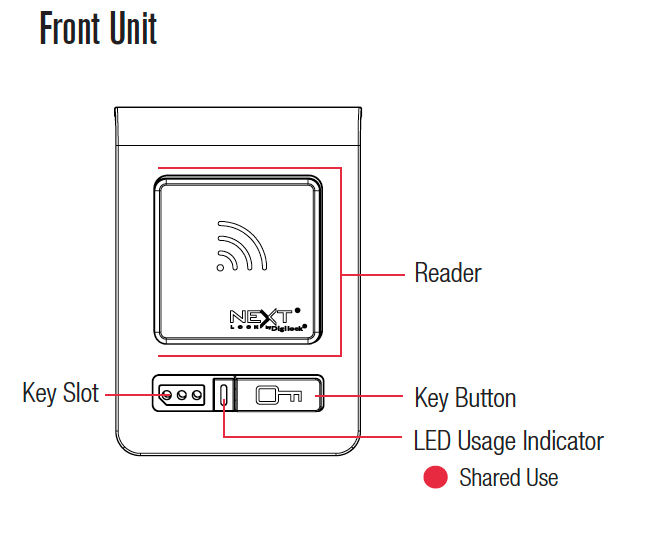 Front Unit
Reader
NEXT
LOCK by Digilock
Key Slot
Key Button
LED Usage Indicator
Shared Use